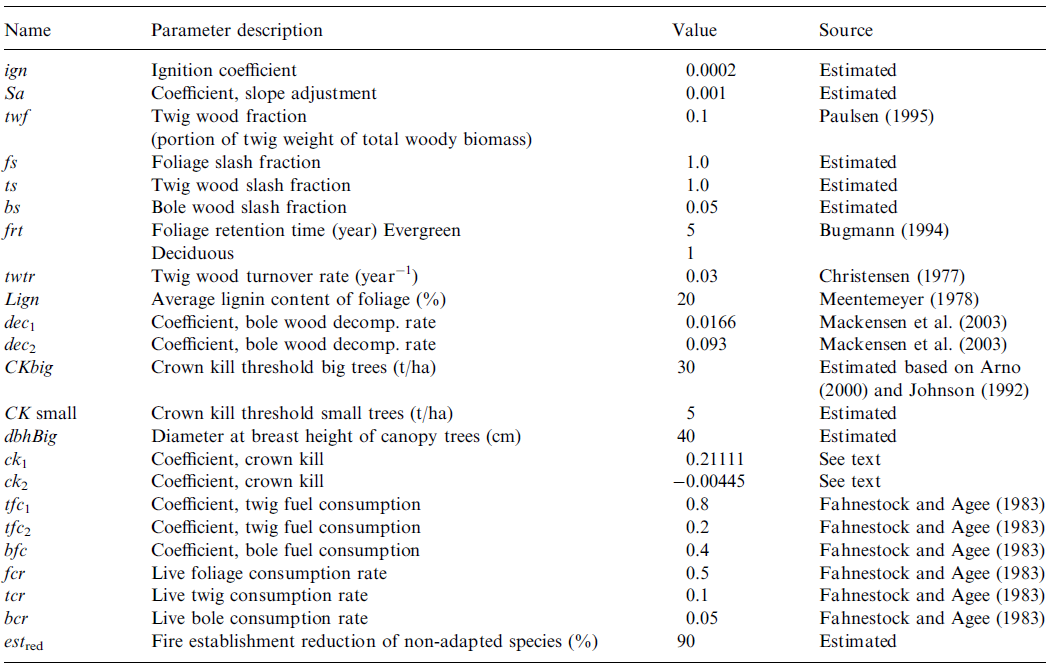 Name Parameter description Value Source
ign Ignition coefficient 0.0002 Estimated
Sa Coefficient, slope adjustment 0.001 Estimated
twf Twig wood fraction 0.1 Paulsen (1995)
(portion of twig weight of total woody biomass)
fs Foliage slash fraction 1.0 Estimated
ts Twig wood slash fraction 1.0 Estimated
bs Bole wood slash fraction 0.05 Estimated
frt Foliage retention time (year) Evergreen 5 Bugmann (1994)
Deciduous 1
twtr Twig wood turnover rate (year⁻¹) 0.03 Christensen (1977)
Lign Average lignin content of foliage (%) 20 Meentemeyer (1978)
dec₁ Coefficient, bole wood decomp. rate 0.0166 Mackensen et al. (2003)
dec₂ Coefficient, bole wood decomp. rate 0.093 Mackensen et al. (2003)
CKbig Crown kill threshold big trees (t/ha) 30 Estimated based on Arno
(2000) and Johnson (1992)
CK small Crown kill threshold small trees (t/ha) 5 Estimated
dbhBig Diameter at breast height of canopy trees (cm) 40 Estimated
ck₁ Coefficient, crown kill 0.21111 See text
ck₂ Coefficient, crown kill −0.00445 See text
tfc₁ Coefficient, twig fuel consumption 0.8 Fahnestock and Agee (1983)
tfc₂ Coefficient, twig fuel consumption 0.2 Fahnestock and Agee (1983)
bfc Coefficient, bole fuel consumption 0.4 Fahnestock and Agee (1983)
fcr Live foliage consumption rate 0.5 Fahnestock and Agee (1983)
tcr Live twig consumption rate 0.1 Fahnestock and Agee (1983)
bcr Live bole consumption rate 0.05 Fahnestock and Agee (1983)
est_red Fire establishment reduction of non-adapted species (%) 90 Estimated